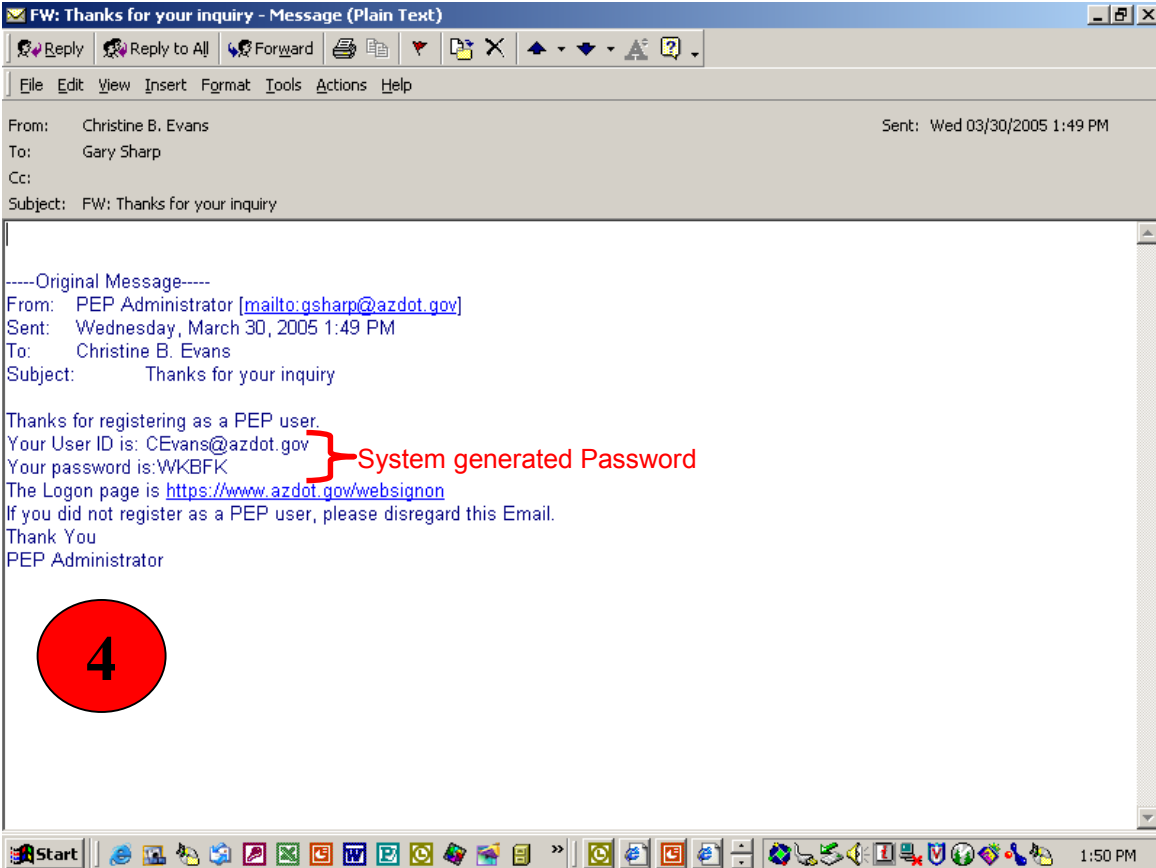 FW: Thanks for your inquiry - Message (Plain Text)
Reply Reply to All Forward
File Edit View Insert Format Tools Actions Help
From: Christine B. Evans Sent: Wed 03/30/2005 1:49 PM
To: Gary Sharp
Cc:
Subject: FW: Thanks for your inquiry
-----Original Message-----
From: PEP Administrator [mailto:gsharp@azdot.gov]
Sent: Wednesday, March 30, 2005 1:49 PM
To: Christine B. Evans
Subject: Thanks for your inquiry
Thanks for registering as a PEP user.
Your User ID is: CEvans@azdot.gov
Your password is:WKBFK
System generated Password
The Logon page is https://www.azdot.gov/websignon
If you did not register as a PEP user, please disregard this Email.
Thank You
PEP Administrator
4
Start 1:50 PM